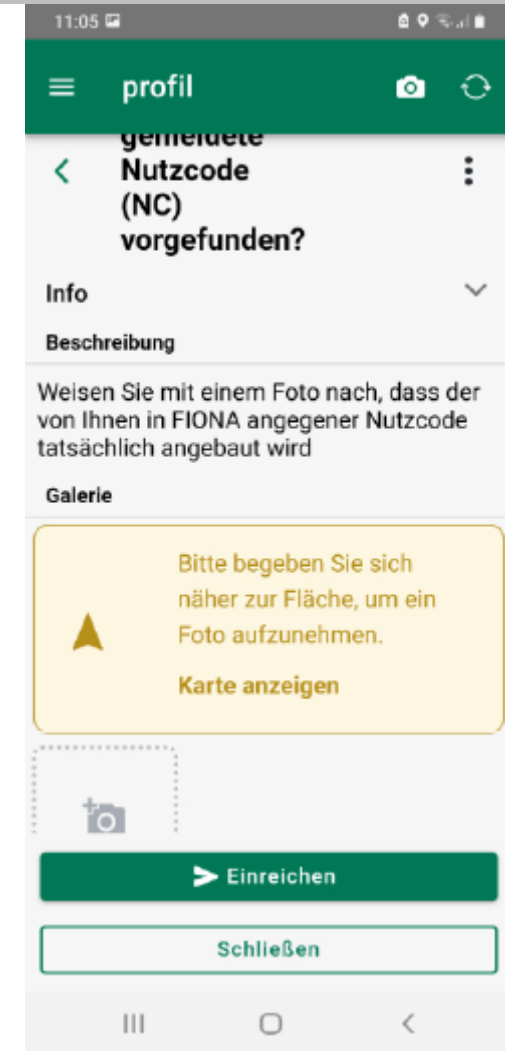 11:05
profil
gemeldete
Nutzcode
(NC)
vorgefunden?
Info
Beschreibung
Weisen Sie mit einem Foto nach, dass der
von Ihnen in FIONA angegener Nutzcode
tatsächlich angebaut wird
Galerie
Bitte begeben Sie sich
näher zur Fläche, um ein
Foto aufzunehmen.
Karte anzeigen
Einreichen
Schließen